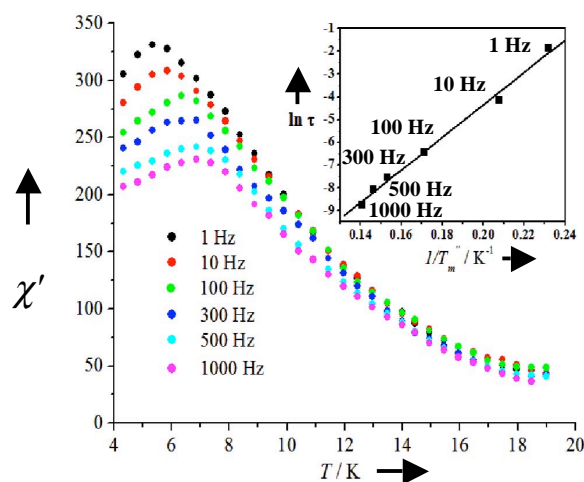 350
300
250
200
150
100
50
0
χ'
4
6
8
10
12
14
16
18
20
T / K
1 Hz
10 Hz
100 Hz
300 Hz
500 Hz
1000 Hz
-1
-2
-3
-4
-5
-6
-7
-8
-9
ln τ
1 Hz
10 Hz
100 Hz
300 Hz
500 Hz
1000 Hz
0.14
0.16
0.18
0.20
0.22
0.24
1/Tm'' / K-1